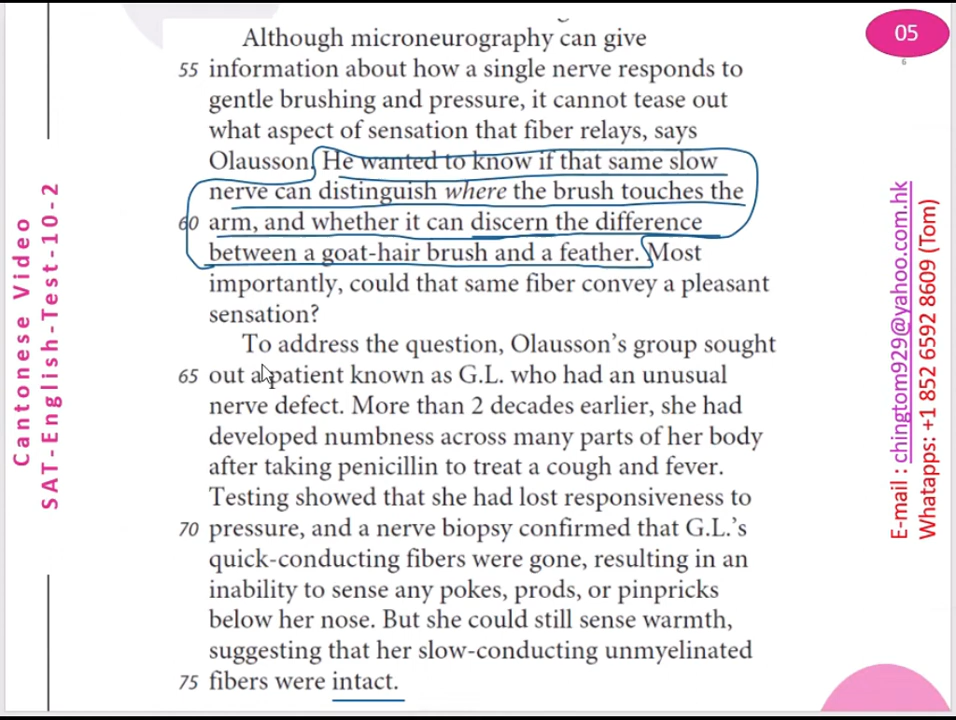 05
6
Although microneurography can give
55 information about how a single nerve responds to
gentle brushing and pressure, it cannot tease out
what aspect of sensation that fiber relays, says
Olausson. He wanted to know if that same slow
nerve can distinguish where the brush touches the
60 arm, and whether it can discern the difference
between a goat-hair brush and a feather. Most
importantly, could that same fiber convey a pleasant
sensation?
To address the question, Olausson's group sought
65 out a patient known as G.L. who had an unusual
nerve defect. More than 2 decades earlier, she had
developed numbness across many parts of her body
after taking penicillin to treat a cough and fever.
Testing showed that she had lost responsiveness to
70 pressure, and a nerve biopsy confirmed that G.L.'s
quick-conducting fibers were gone, resulting in an
inability to sense any pokes, prods, or pinpricks
below her nose. But she could still sense warmth,
suggesting that her slow-conducting unmyelinated
75 fibers were intact.
Cantonese Video
SAT-English-Test-10-2
E-mail : chingtom929@yahoo.com.hk
Whatapps: +1 852 6592 8609 (Tom)